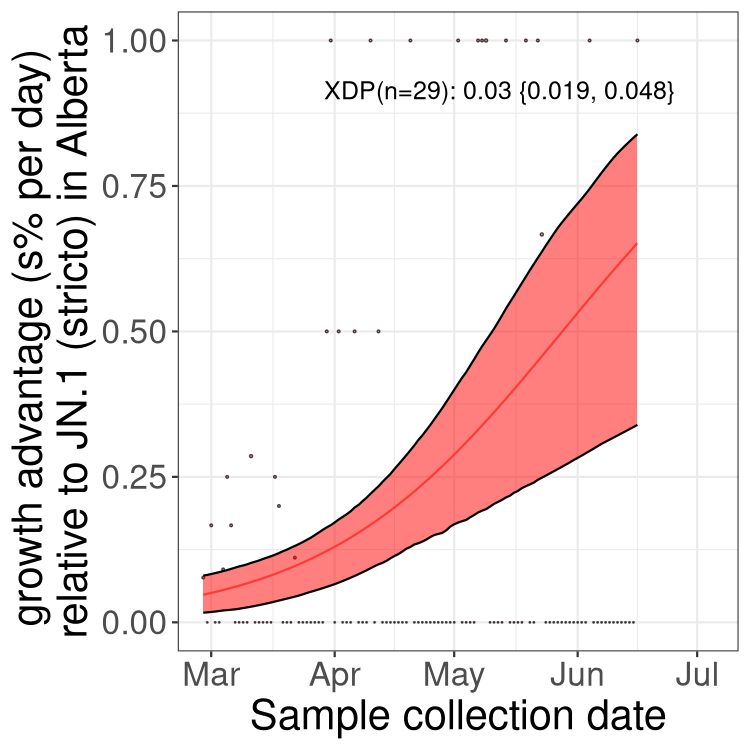 growth advantage (s% per day)
relative to JN.1 (stricto) in Alberta
1.00
0.75
0.50
0.25
0.00
XDP(n=29): 0.03 {0.019, 0.048}
Mar Apr May Jun Jul
Sample collection date